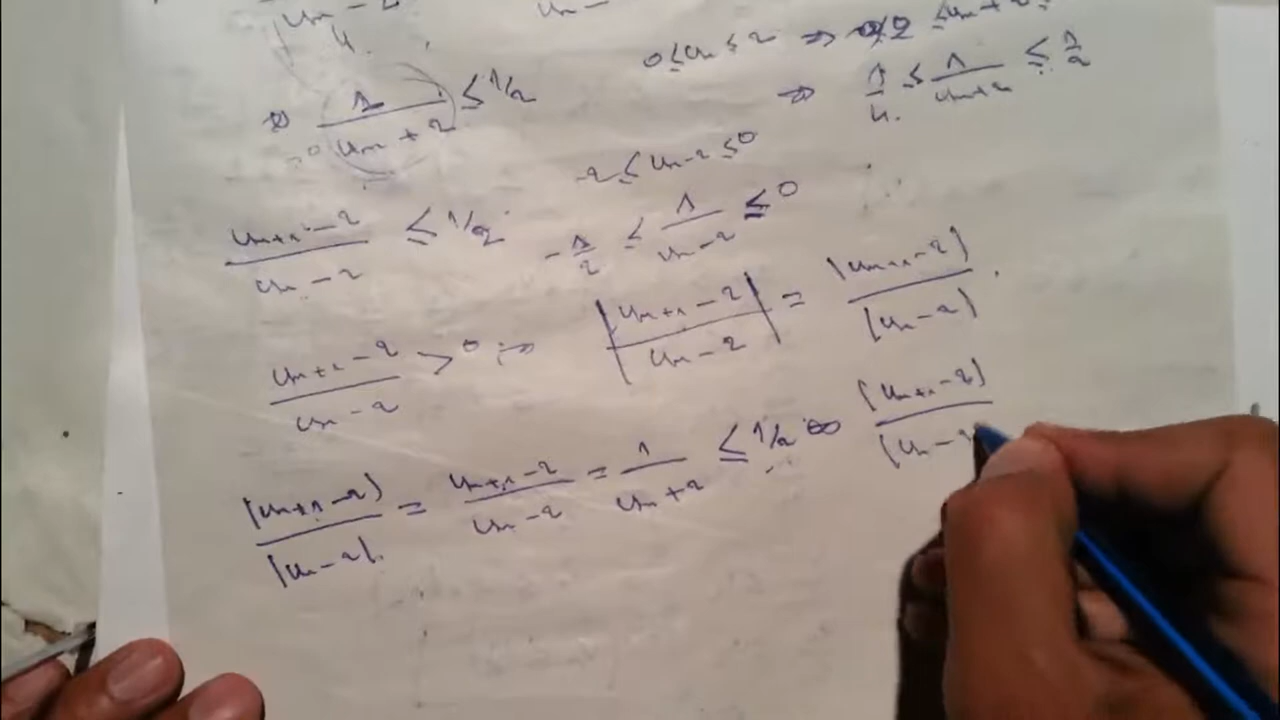 0 ≤ un ≤ 2 ⇒ 2 ≤ un + 2 ≤
1/(un + 2) ≤ 1/2
⇒ 1/4 ≤ 1/(un+2) ≤ 1/2
-2 ≤ un - 2 ≤ 0
(un+1 - 2)/(un - 2) ≤ 1/2
-1/2 ≤ 1/(un - 2) ≤ 0
(un+1 - 2)/(un - 2) > 0 ⇒ |(un+1 - 2)/(un - 2)| = |un+1 - 2|/|un - 2|
|un+1 - 2|/|un - 2| = (un+1 - 2)/(un - 2) = 1/(un + 2) ≤ 1/2 |un+1 - 2|/|un - 2